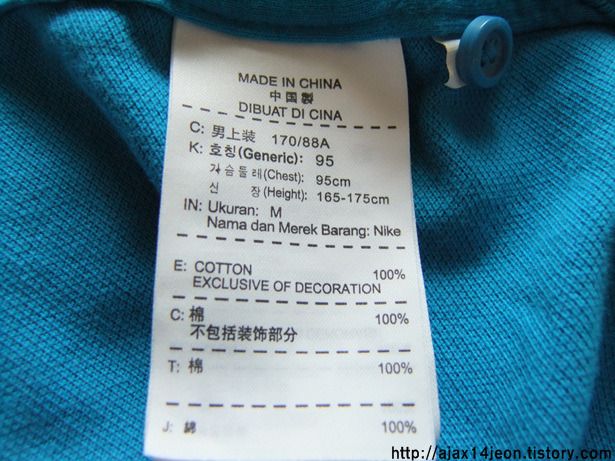 MADE IN CHINA
中国製
DIBUAT DI CINA
C: 男上装 170/88A
K: 호칭(Generic): 95
가슴둘레(Chest): 95cm
신 장(Height): 165-175cm
IN: Ukuran: M
Nama dan Merek Barang: Nike
E: COTTON 100%
EXCLUSIVE OF DECORATION
C: 棉 100%
不包括装饰部分
T: 棉 100%
J: 綿 100%
http://ajax14jeon.tistory.com